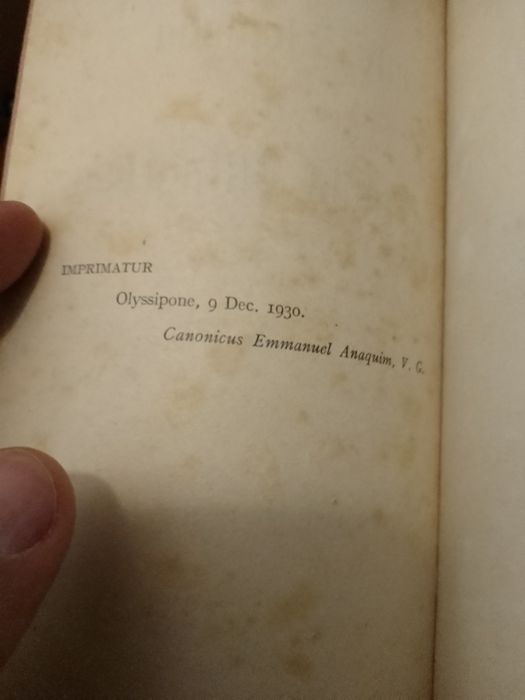 IMPRIMATUR
Olyssipone, 9 Dec. 1930.
Canonicus Emmanuel Anaquim, V. G.